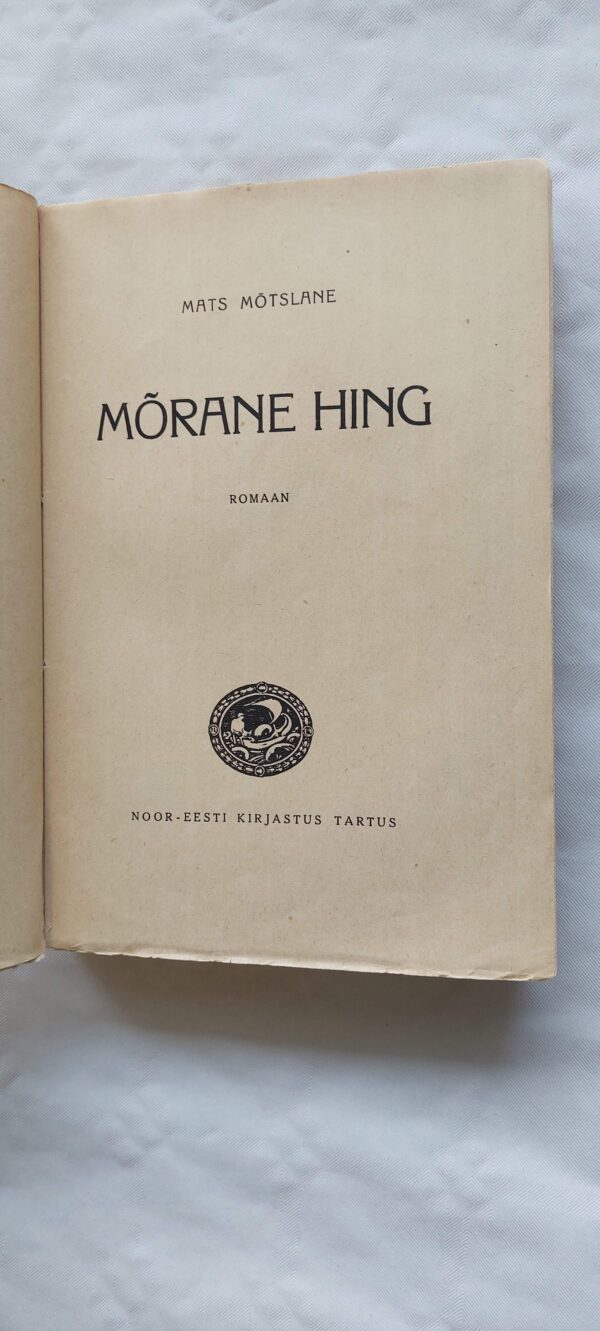 MATS MÕTSLANE
MÕRANE HING
ROMAAN
NOOR-EESTI KIRJASTUS TARTUS